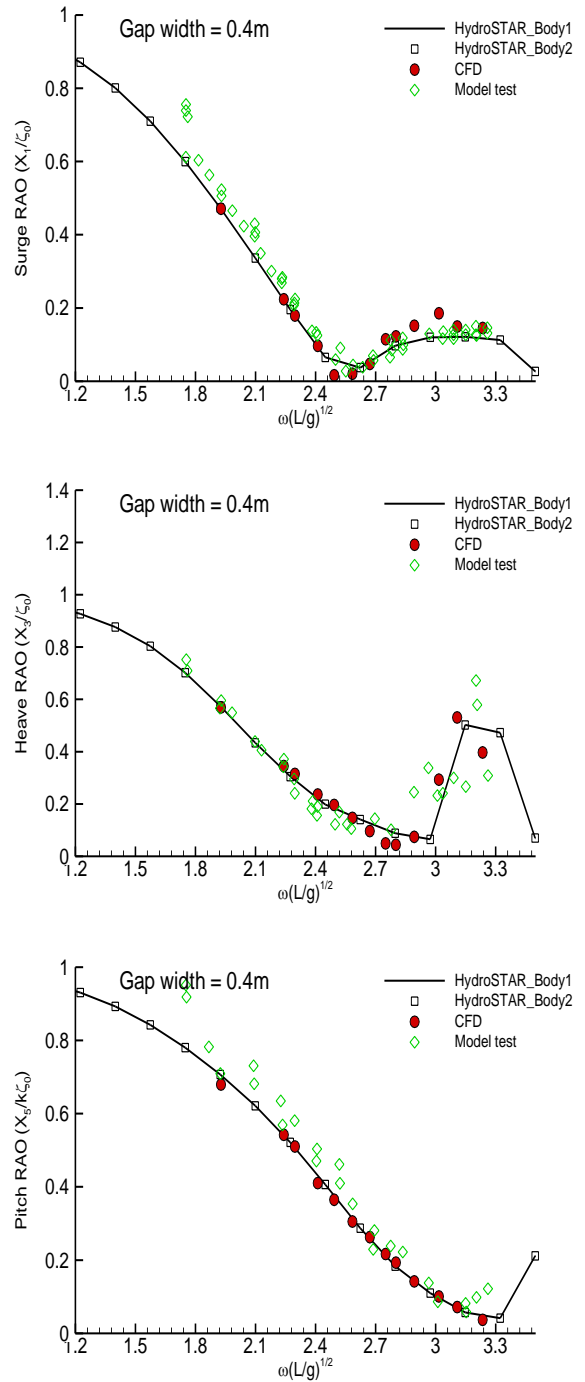 Gap width = 0.4m
HydroSTAR_Body1
HydroSTAR_Body2
CFD
Model test
Surge RAO (X₁/ζ₀)
1
0.8
0.6
0.4
0.2
0
1.2 1.5 1.8 2.1 2.4 2.7 3 3.3
ω(L/g)^1/2
Gap width = 0.4m
HydroSTAR_Body1
HydroSTAR_Body2
CFD
Model test
Heave RAO (X₃/ζ₀)
1.4
1.2
1
0.8
0.6
0.4
0.2
0
1.2 1.5 1.8 2.1 2.4 2.7 3 3.3
ω(L/g)^1/2
Gap width = 0.4m
HydroSTAR_Body1
HydroSTAR_Body2
CFD
Model test
Pitch RAO (X₅/kζ₀)
1
0.8
0.6
0.4
0.2
0
1.2 1.5 1.8 2.1 2.4 2.7 3 3.3
ω(L/g)^1/2